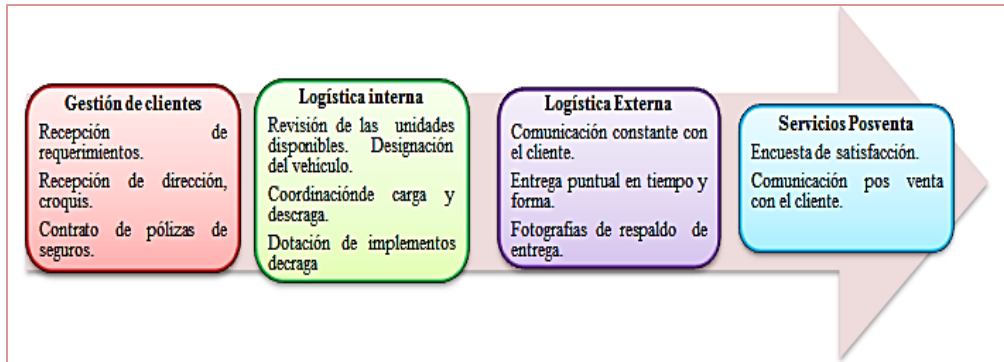 Gestión de clientes
Recepción de
requerimientos.
Recepción de dirección,
croquis.
Contrato de pólizas de
seguros.
Logística interna
Revisión de las unidades
disponibles. Designación
del vehículo.
Coordinaciónde carga y
descraga.
Dotación de implementos
decraga
Logística Externa
Comunicación constante con
el cliente.
Entrega puntual en tiempo y
forma.
Fotografías de respaldo de
entrega.
Servicios Posventa
Encuesta de satisfacción.
Comunicación pos venta
con el cliente.